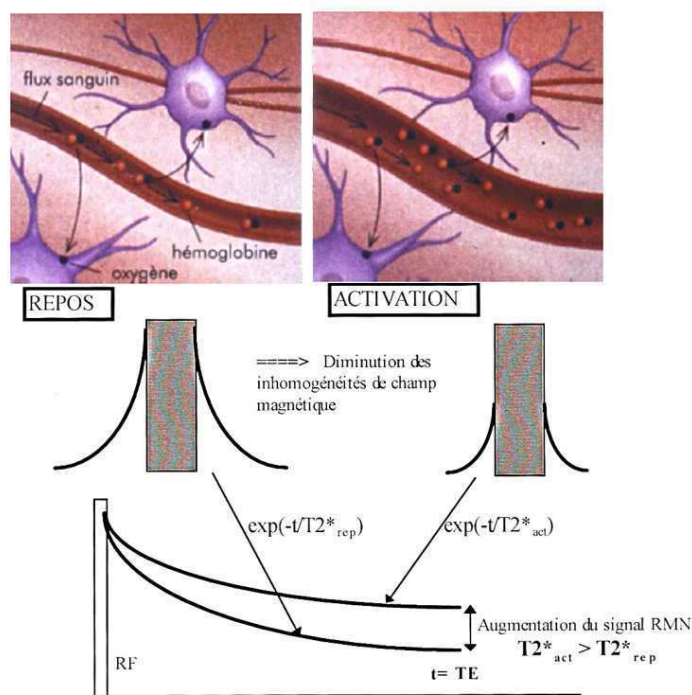 flux sanguin
hémoglobine
oxygène
REPOS
ACTIVATION
====> Diminution des
inhomogénéités de champ
magnétique
exp(-t/T2*rep)
exp(-t/T2*act)
Augmentation du signal RMN
T2*act > T2*rep
RF
t= TE